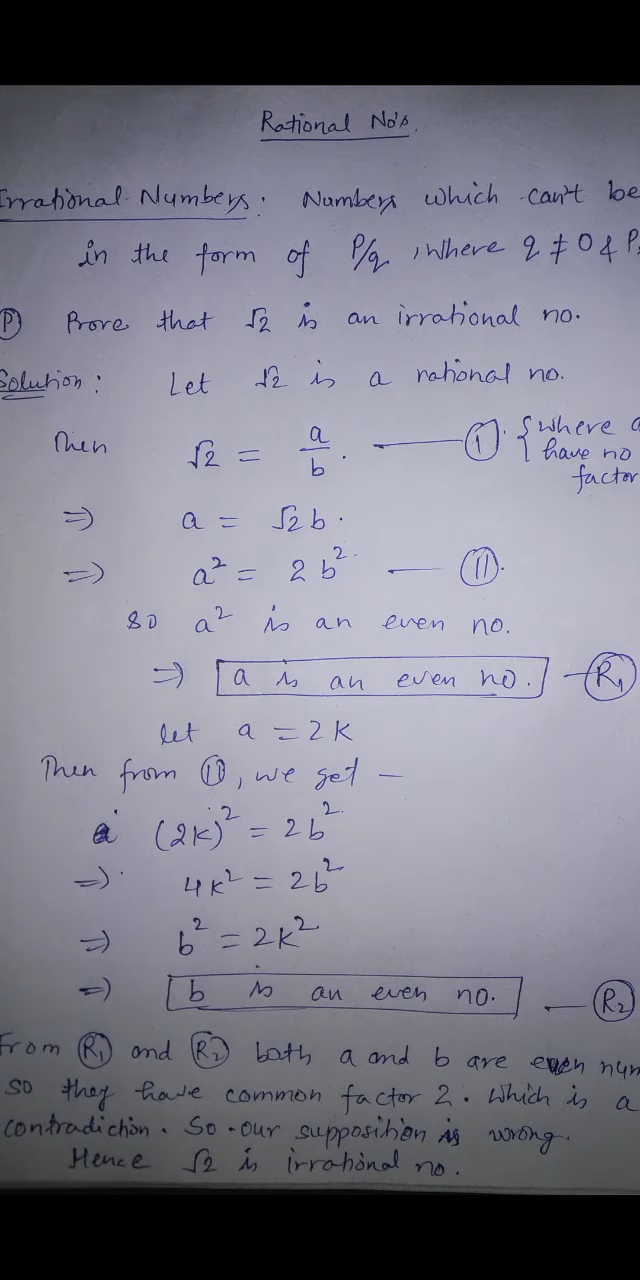 Rational No's.
Irrational Numbers: Numbers which can't be
in the form of P/q, where q ≠ 0 & P,
(P) Prove that √2 is an irrational no.
Solution: Let √2 is a rational no.
Then √2 = a/b. —— (I) { where a
have no
factor
=> a = √2 b.
=> a² = 2b² —— (II).
so a² is an even no.
=> a is an even no. — (R₁)
let a = 2k
Then from (II), we get —
(2k)² = 2b²
=> 4k² = 2b²
=> b² = 2k²
=> b is an even no. — (R₂)
From (R₁) and (R₂) both a and b are even num
so they have common factor 2. which is a
contradiction. So our supposition is wrong.
Hence √2 is irrational no.